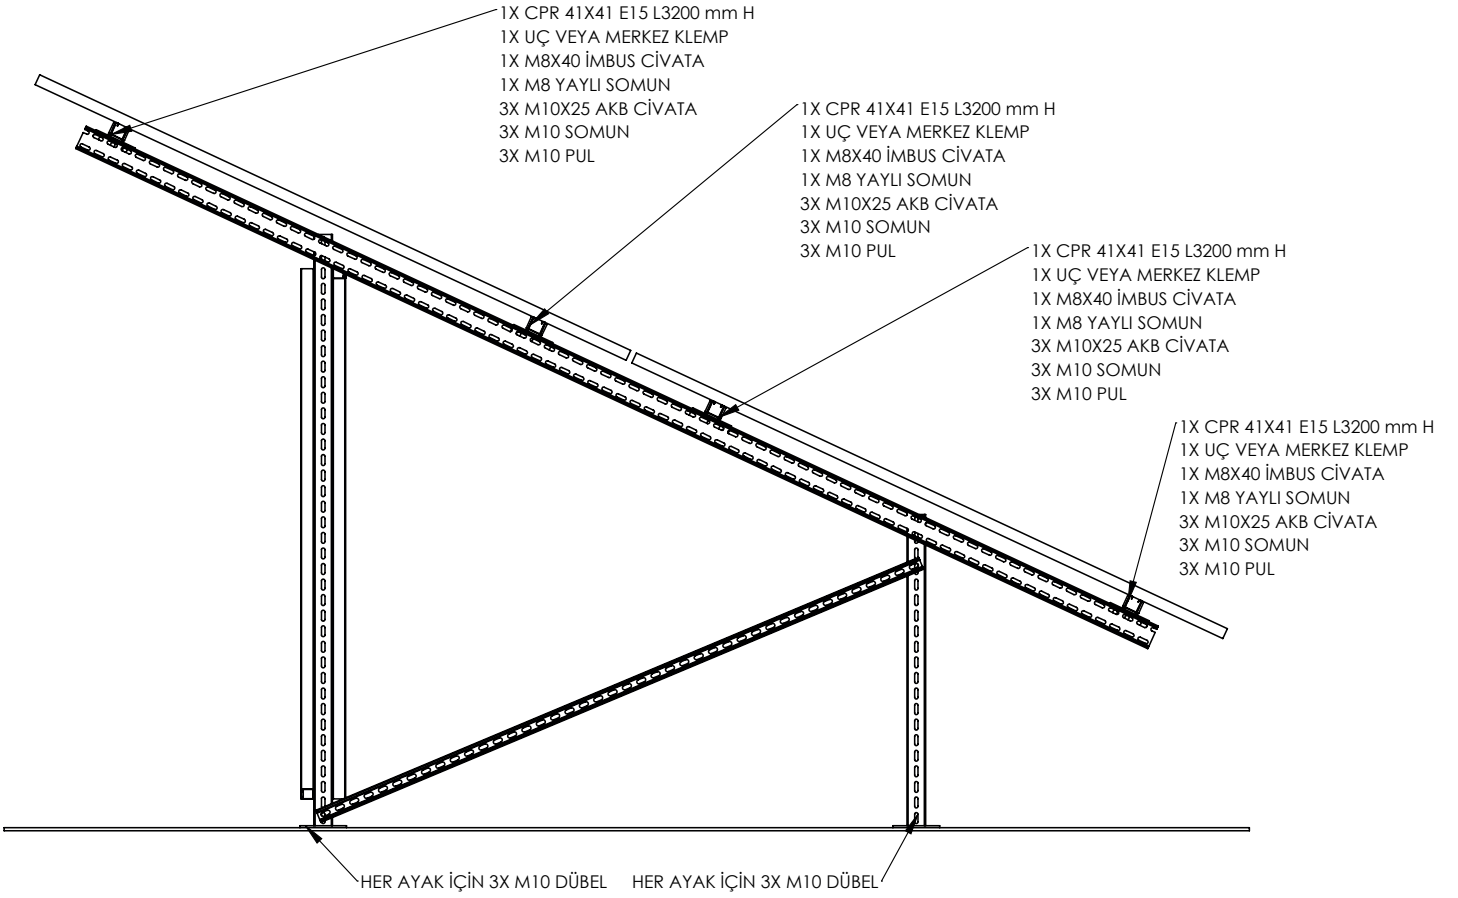 1X CPR 41X41 E15 L3200 mm H
1X UÇ VEYA MERKEZ KLEMP
1X M8X40 İMBUS CİVATA
1X M8 YAYLI SOMUN
3X M10X25 AKB CİVATA
3X M10 SOMUN
3X M10 PUL
1X CPR 41X41 E15 L3200 mm H
1X UÇ VEYA MERKEZ KLEMP
1X M8X40 İMBUS CİVATA
1X M8 YAYLI SOMUN
3X M10X25 AKB CİVATA
3X M10 SOMUN
3X M10 PUL
1X CPR 41X41 E15 L3200 mm H
1X UÇ VEYA MERKEZ KLEMP
1X M8X40 İMBUS CİVATA
1X M8 YAYLI SOMUN
3X M10X25 AKB CİVATA
3X M10 SOMUN
3X M10 PUL
1X CPR 41X41 E15 L3200 mm H
1X UÇ VEYA MERKEZ KLEMP
1X M8X40 İMBUS CİVATA
1X M8 YAYLI SOMUN
3X M10X25 AKB CİVATA
3X M10 SOMUN
3X M10 PUL
HER AYAK İÇİN 3X M10 DÜBEL
HER AYAK İÇİN 3X M10 DÜBEL